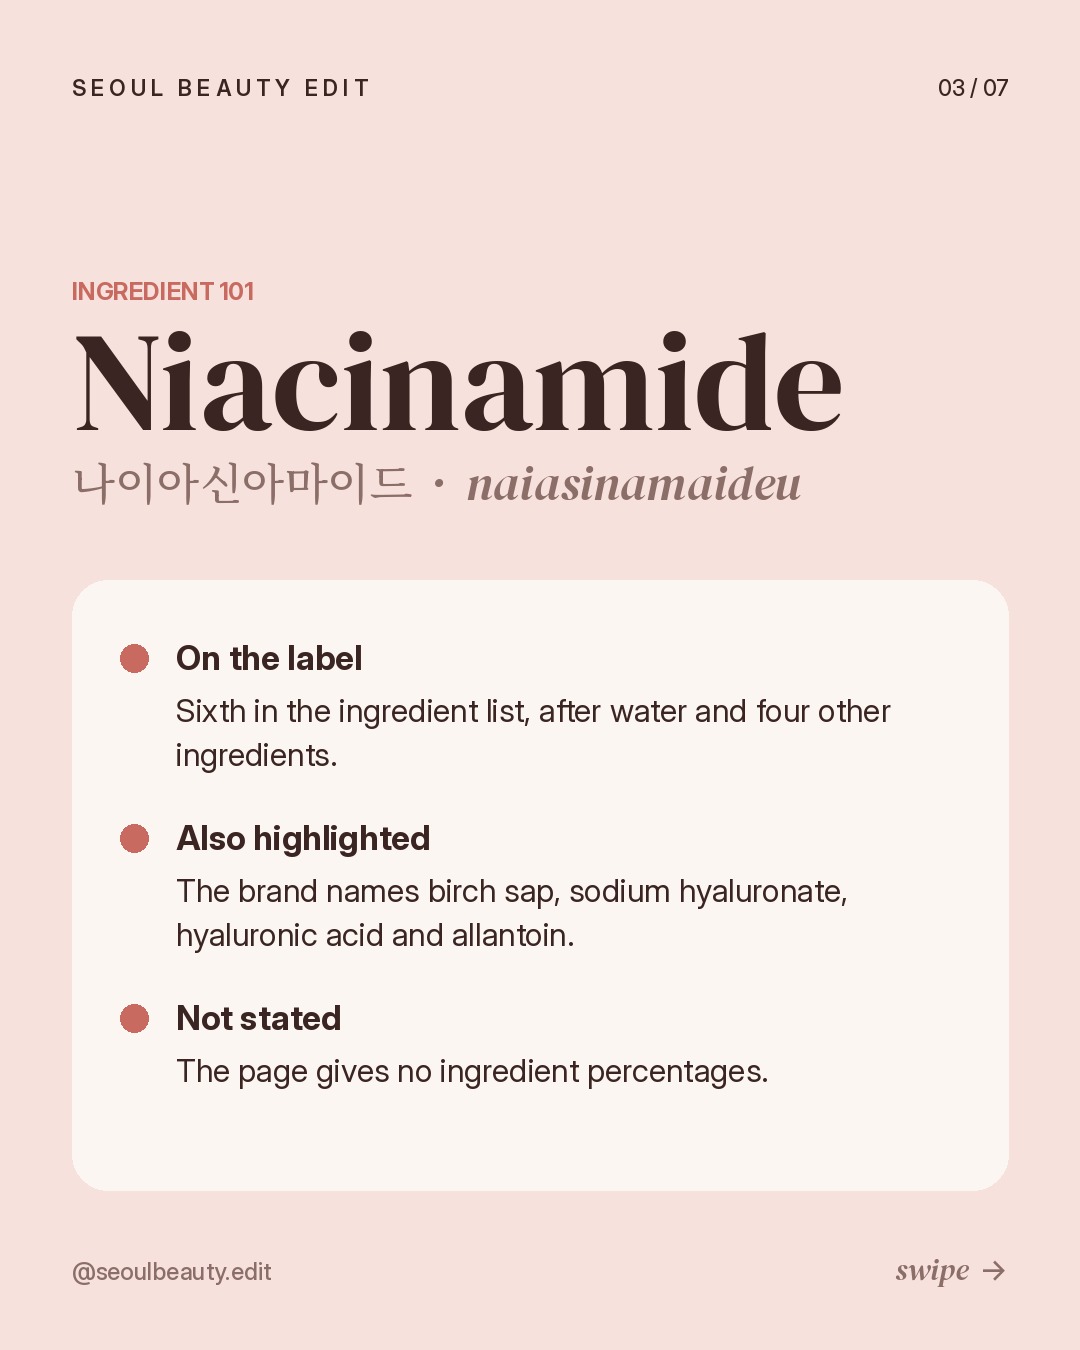 SEOUL BEAUTY EDIT
03 / 07
INGREDIENT 101
Niacinamide
나이아신아마이드 · naiasinamaideu
On the label
Sixth in the ingredient list, after water and four other
ingredients.
Also highlighted
The brand names birch sap, sodium hyaluronate,
hyaluronic acid and allantoin.
Not stated
The page gives no ingredient percentages.
@seoulbeauty.edit
swipe →